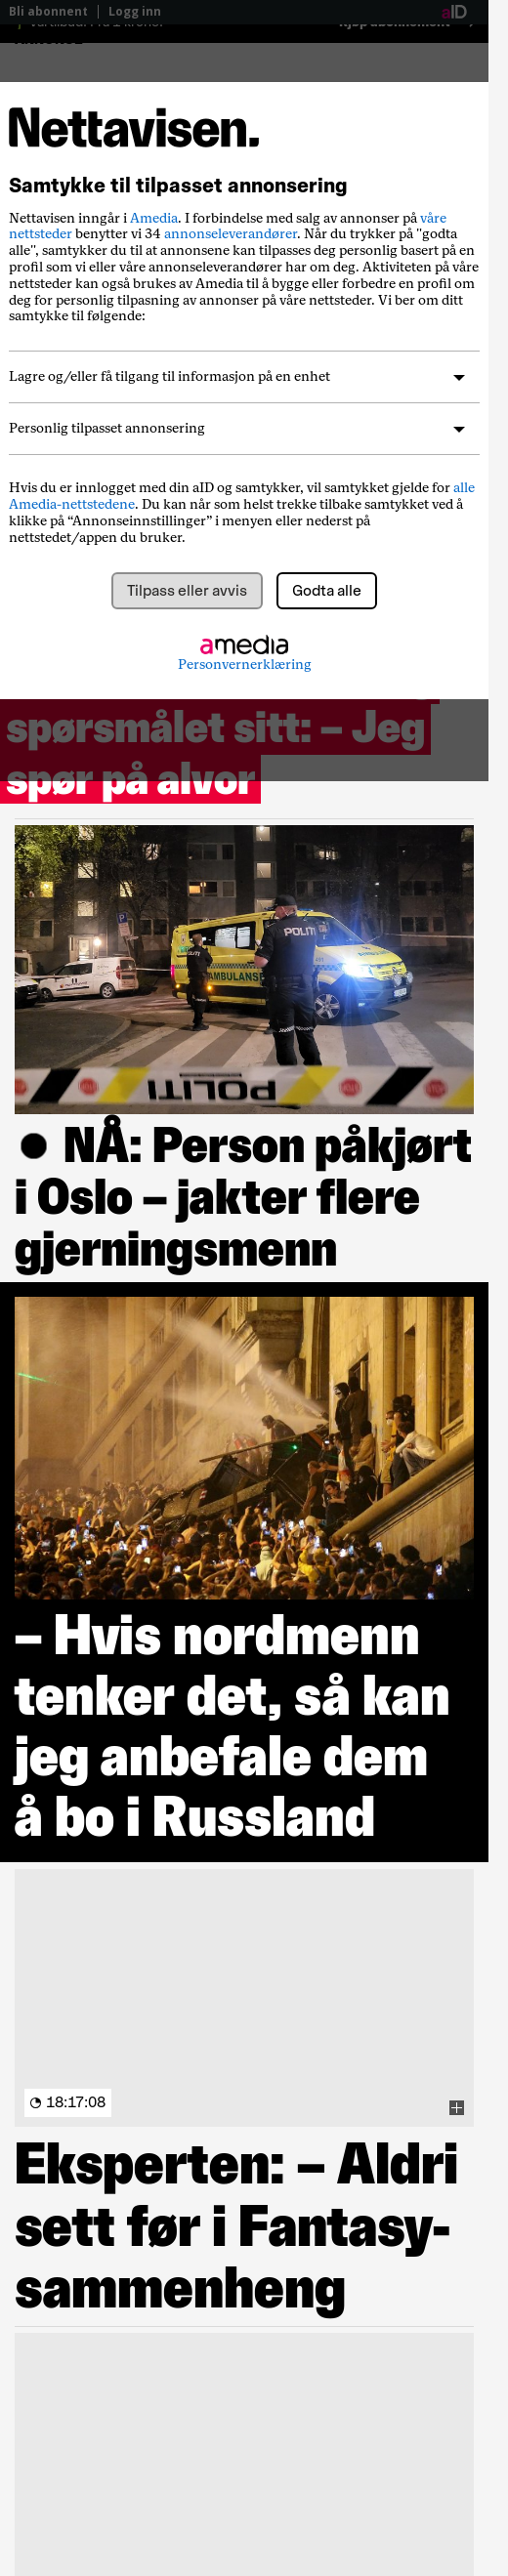 Bli abonnent | Logg inn
aID
Nettavisen.
Samtykke til tilpasset annonsering
Nettavisen inngår i Amedia. I forbindelse med salg av annonser på våre
nettsteder benytter vi 34 annonseleverandører. Når du trykker på "godta
alle", samtykker du til at annonsene kan tilpasses deg personlig basert på en
profil som vi eller våre annonseleverandører har om deg. Aktiviteten på våre
nettsteder kan også brukes av Amedia til å bygge eller forbedre en profil om
deg for personlig tilpasning av annonser på våre nettsteder. Vi ber om ditt
samtykke til følgende:
Lagre og/eller få tilgang til informasjon på en enhet
Personlig tilpasset annonsering
Hvis du er innlogget med din aID og samtykker, vil samtykket gjelde for alle
Amedia-nettstedene. Du kan når som helst trekke tilbake samtykket ved å
klikke på “Annonseinnstillinger” i menyen eller nederst på
nettstedet/appen du bruker.
Tilpass eller avvis
Godta alle
amedia
Personvernerklæring
spørsmålet sitt: – Jeg
spør på alvor
POLITI
AMBULANSE
POLITI
NÅ: Person påkjørt
i Oslo – jakter flere
gjerningsmenn
– Hvis nordmenn
tenker det, så kan
jeg anbefale dem
å bo i Russland
18:17:08
Eksperten: – Aldri
sett før i Fantasy-
sammenheng